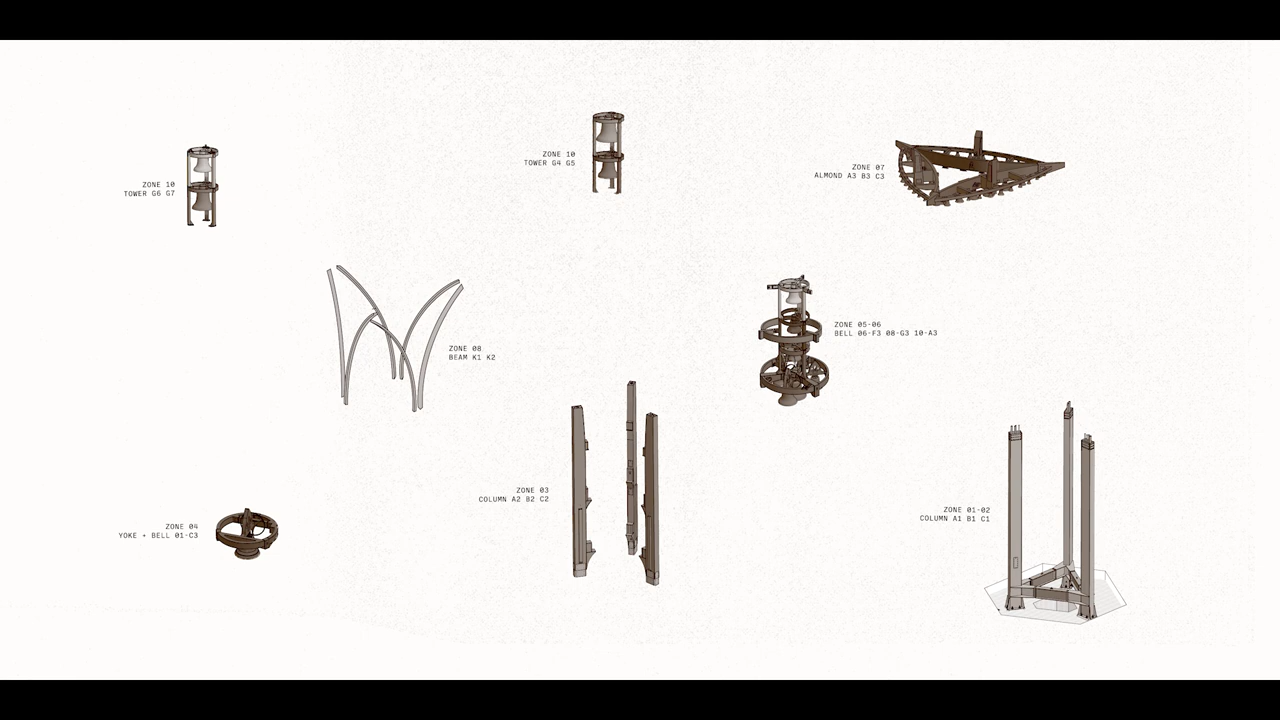 ZONE 10
TOWER G4 G5
ZONE 07
ALMOND A3 B3 C3
ZONE 10
TOWER G6 G7
ZONE 05-06
BELL 06-F3 08-G3 10-A3
ZONE 08
BEAM K1 K2
ZONE 03
COLUMN A2 B2 C2
ZONE 01-02
COLUMN A1 B1 C1
ZONE 04
YOKE + BELL 01-C3